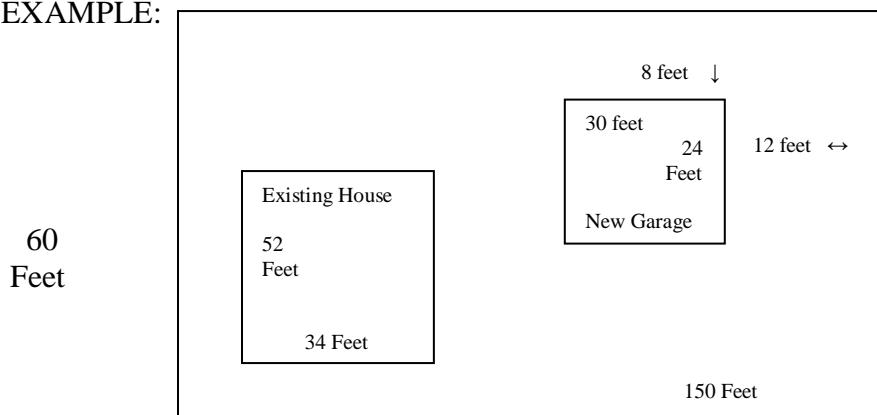 EXAMPLE:
8 feet ↓
30 feet
24
Feet
12 feet ↔
New Garage
Existing House
52
Feet
34 Feet
60
Feet
150 Feet